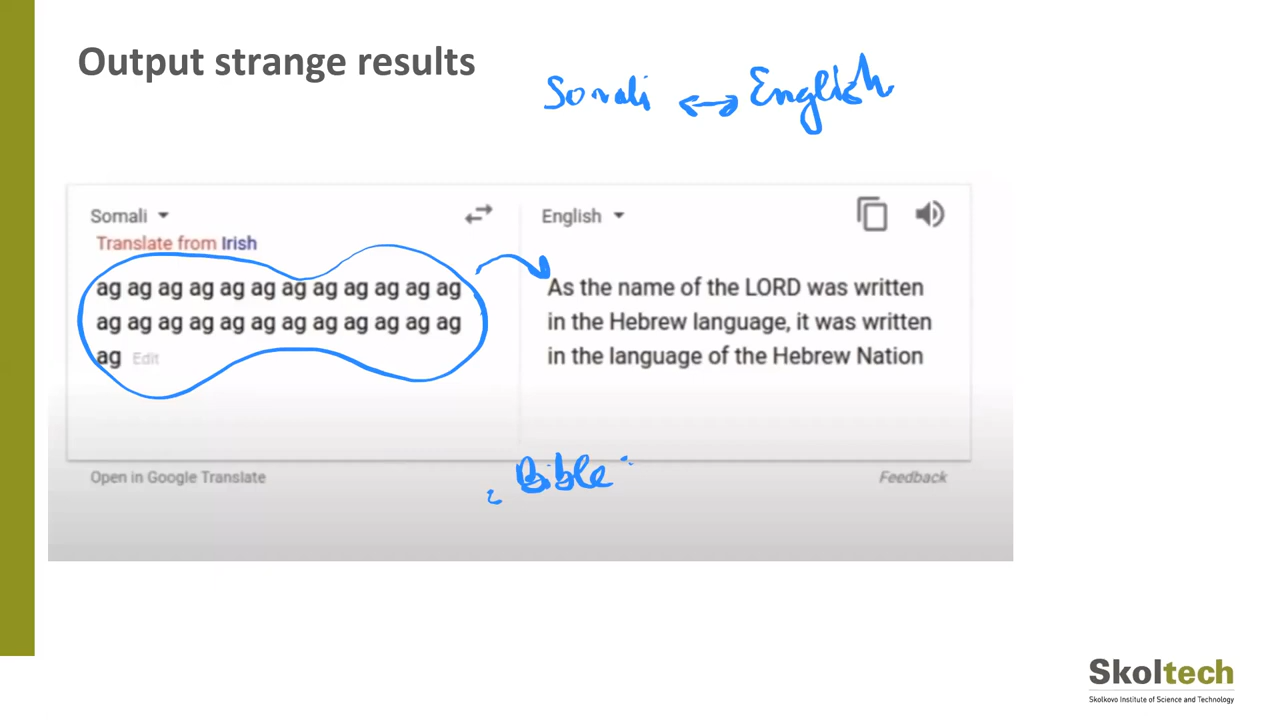 Output strange results
Somali ↔ English
Somali
English
Translate from Irish
ag ag ag ag ag ag ag ag ag ag ag ag
ag ag ag ag ag ag ag ag ag ag ag ag
ag Edit
As the name of the LORD was written
in the Hebrew language, it was written
in the language of the Hebrew Nation
Bible
Open in Google Translate
Feedback
Skoltech
Skolkovo Institute of Science and Technology